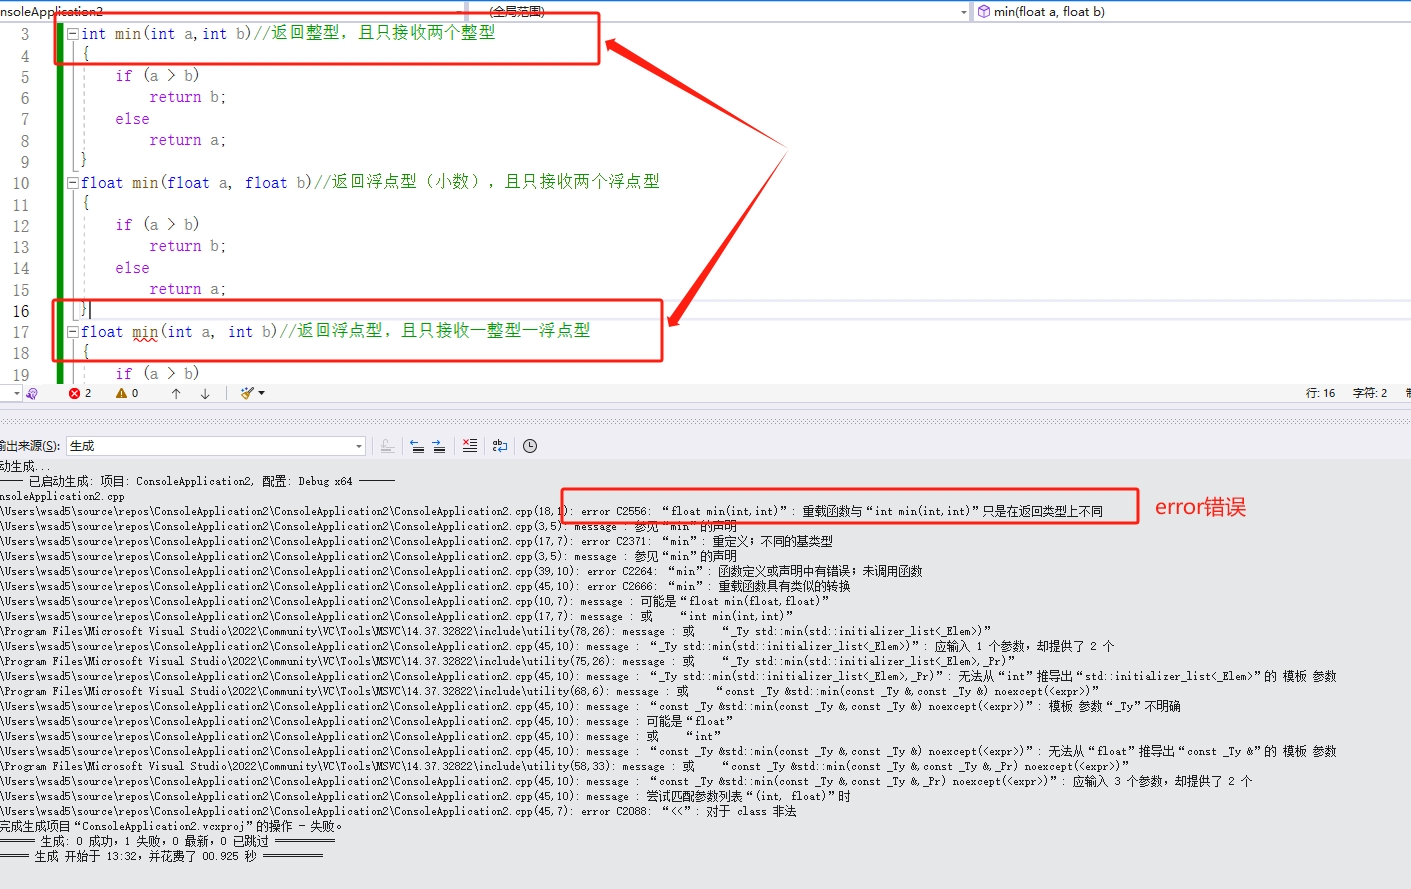 nsoleApplication2
(全局范围)
min(float a, float b)
3 int min(int a,int b)//返回整型，且只接收两个整型
4 {
5 if (a > b)
6 return b;
7 else
8 return a;
9 }
10 float min(float a, float b)//返回浮点型（小数），且只接收两个浮点型
11 {
12 if (a > b)
13 return b;
14 else
15 return a;
16 }
17 float min(int a, int b)//返回浮点型，且只接收一整型一浮点型
18 {
19 if (a > b)
2 0 行: 16 字符: 2
输出来源(S): 生成
动生成...
已启动生成: 项目: ConsoleApplication2, 配置: Debug x64
nsoleApplication2.cpp
\Users\wsad5\source\repos\ConsoleApplication2\ConsoleApplication2\ConsoleApplication2.cpp(18,1): error C2556: “float min(int,int)”: 重载函数与“int min(int,int)”只是在返回类型上不同
error错误
\Users\wsad5\source\repos\ConsoleApplication2\ConsoleApplication2\ConsoleApplication2.cpp(3,5): message : 参见“min”的声明
\Users\wsad5\source\repos\ConsoleApplication2\ConsoleApplication2\ConsoleApplication2.cpp(17,7): error C2371: “min”: 重定义；不同的基类型
\Users\wsad5\source\repos\ConsoleApplication2\ConsoleApplication2\ConsoleApplication2.cpp(3,5): message : 参见“min”的声明
\Users\wsad5\source\repos\ConsoleApplication2\ConsoleApplication2\ConsoleApplication2.cpp(39,10): error C2264: “min”: 函数定义或声明中有错误；未调用函数
\Users\wsad5\source\repos\ConsoleApplication2\ConsoleApplication2\ConsoleApplication2.cpp(45,10): error C2666: “min”: 重载函数具有类似的转换
\Users\wsad5\source\repos\ConsoleApplication2\ConsoleApplication2\ConsoleApplication2.cpp(10,7): message : 可能是“float min(float,float)”
\Users\wsad5\source\repos\ConsoleApplication2\ConsoleApplication2\ConsoleApplication2.cpp(17,7): message : 或 “int min(int,int)”
\Program Files\Microsoft Visual Studio\2022\Community\VC\Tools\MSVC\14.37.32822\include\utility(78,26): message : 或 “_Ty std::min(std::initializer_list<_Elem>)”
\Users\wsad5\source\repos\ConsoleApplication2\ConsoleApplication2\ConsoleApplication2.cpp(45,10): message : “_Ty std::min(std::initializer_list<_Elem>)”: 应输入 1 个参数，却提供了 2 个
\Program Files\Microsoft Visual Studio\2022\Community\VC\Tools\MSVC\14.37.32822\include\utility(75,26): message : 或 “_Ty std::min(std::initializer_list<_Elem>,_Pr)”
\Users\wsad5\source\repos\ConsoleApplication2\ConsoleApplication2\ConsoleApplication2.cpp(45,10): message : “_Ty std::min(std::initializer_list<_Elem>,_Pr)”: 无法从“int”推导出“std::initializer_list<_Elem>”的 模板 参数
\Program Files\Microsoft Visual Studio\2022\Community\VC\Tools\MSVC\14.37.32822\include\utility(68,6): message : 或 “const _Ty &std::min(const _Ty &,const _Ty &) noexcept(<expr>)”
\Users\wsad5\source\repos\ConsoleApplication2\ConsoleApplication2\ConsoleApplication2.cpp(45,10): message : “const _Ty &std::min(const _Ty &,const _Ty &) noexcept(<expr>)”: 模板 参数“_Ty”不明确
\Users\wsad5\source\repos\ConsoleApplication2\ConsoleApplication2\ConsoleApplication2.cpp(45,10): message : 可能是“float”
\Users\wsad5\source\repos\ConsoleApplication2\ConsoleApplication2\ConsoleApplication2.cpp(45,10): message : 或 “int”
\Users\wsad5\source\repos\ConsoleApplication2\ConsoleApplication2\ConsoleApplication2.cpp(45,10): message : “const _Ty &std::min(const _Ty &,const _Ty &) noexcept(<expr>)”: 无法从“float”推导出“const _Ty &”的 模板 参数
\Program Files\Microsoft Visual Studio\2022\Community\VC\Tools\MSVC\14.37.32822\include\utility(58,33): message : 或 “const _Ty &std::min(const _Ty &,const _Ty &,_Pr) noexcept(<expr>)”
\Users\wsad5\source\repos\ConsoleApplication2\ConsoleApplication2\ConsoleApplication2.cpp(45,10): message : “const _Ty &std::min(const _Ty &,const _Ty &,_Pr) noexcept(<expr>)”: 应输入 3 个参数，却提供了 2 个
\Users\wsad5\source\repos\ConsoleApplication2\ConsoleApplication2\ConsoleApplication2.cpp(45,10): message : 尝试匹配参数列表“(int, float)”时
\Users\wsad5\source\repos\ConsoleApplication2\ConsoleApplication2\ConsoleApplication2.cpp(45,7): error C2088: “<<”: 对于 class 非法
完成生成项目“ConsoleApplication2.vcxproj”的操作 - 失败。
生成: 0 成功，1 失败，0 最新，0 已跳过
生成 开始于 13:32，并花费了 00.925 秒